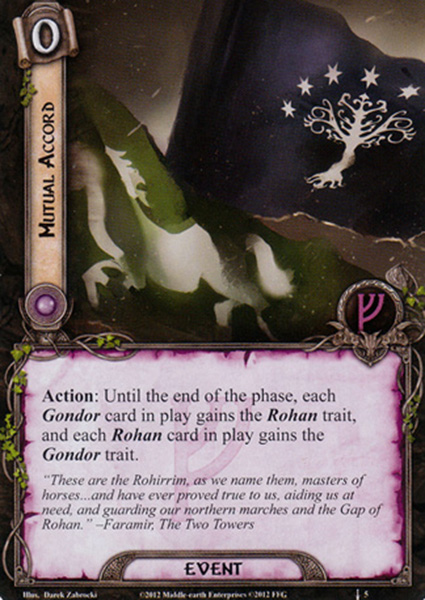 0
MUTUAL ACCORD
Action: Until the end of the phase, each
Gondor card in play gains the Rohan trait,
and each Rohan card in play gains the
Gondor trait.
“These are the Rohirrim, as we name them, masters of
horses...and have ever proved true to us, aiding us at
need, and guarding our northern marches and the Gap of
Rohan.” –Faramir, The Two Towers
EVENT
Illus. Darek Zabrocki
©2012 Middle-earth Enterprises ©2012 FFG
5